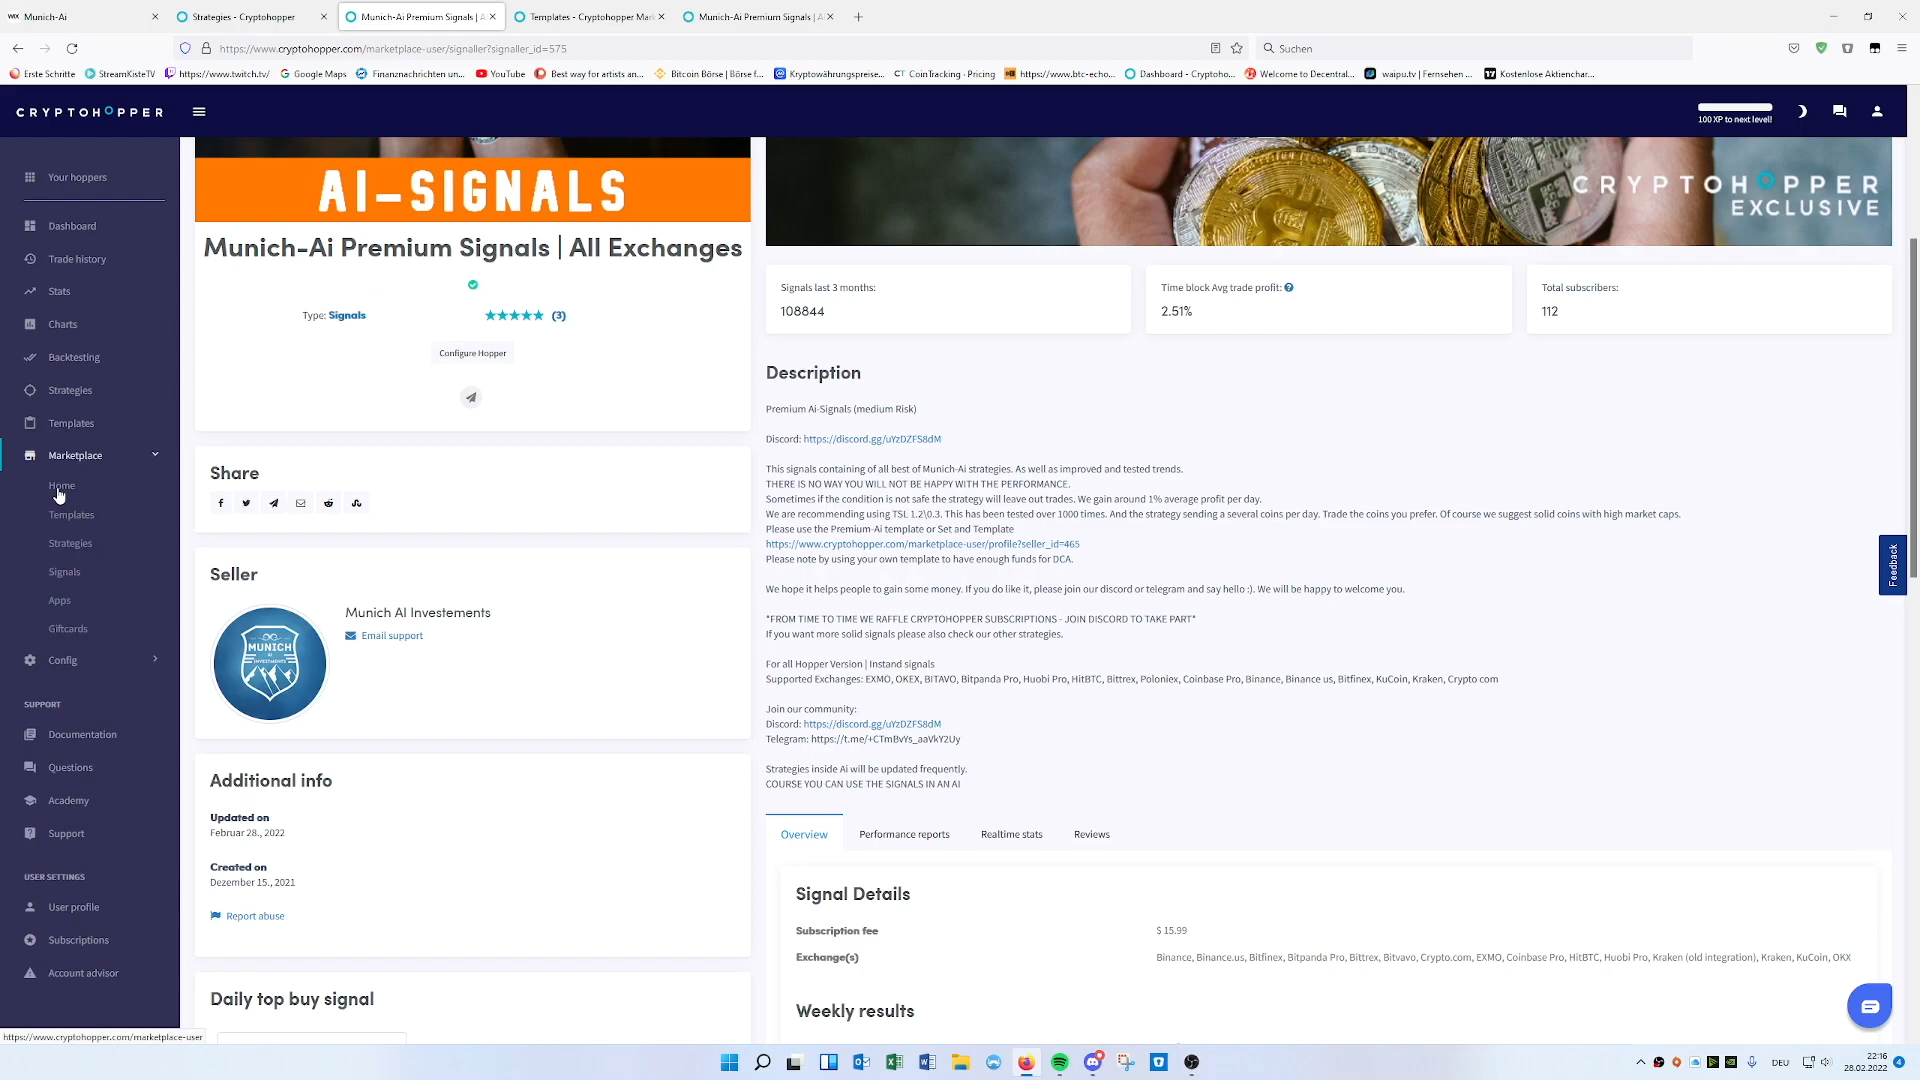 WIX Munich-Ai
Strategies - Cryptohopper
Munich-Ai Premium Signals | A
Templates - Cryptohopper Mark
Munich-Ai Premium Signals | A
https://www.cryptohopper.com/marketplace-user/signaller?signaller_id=575
Suchen
Erste Schritte
StreamKisteTV
https://www.twitch.tv/
Google Maps
Finanznachrichten un...
YouTube
Best way for artists an...
Bitcoin Börse | Börse f...
Kryptowährungspreise...
CT CoinTracking · Pricing
https://www.btc-echo...
Dashboard - Cryptoho...
Welcome to Decentral...
waipu.tv | Fernsehen ...
Kostenlose Aktienchar...
CRYPTOHOPPER
100 XP to next level!
Your hoppers
Dashboard
Trade history
Stats
Charts
Backtesting
Strategies
Templates
Marketplace
Home
Templates
Strategies
Signals
Apps
Giftcards
Config
SUPPORT
Documentation
Questions
Academy
Support
USER SETTINGS
User profile
Subscriptions
Account advisor
https://www.cryptohopper.com/marketplace-user
AI-SIGNALS
Munich-Ai Premium Signals | All Exchanges
Type: Signals
(3)
Configure Hopper
Share
Seller
MUNICH
AI
INVESTMENTS
Munich AI Investements
Email support
Additional info
Updated on
Februar 28., 2022
Created on
Dezember 15., 2021
Report abuse
Daily top buy signal
CRYPTOHOPPER
EXCLUSIVE
Signals last 3 months:
108844
Time block Avg trade profit:
2.51%
Total subscribers:
112
Description
Premium Ai-Signals (medium Risk)
Discord: https://discord.gg/uYzDZFS8dM
This signals containing of all best of Munich-Ai strategies. As well as improved and tested trends.
THERE IS NO WAY YOU WILL NOT BE HAPPY WITH THE PERFORMANCE.
Sometimes if the condition is not safe the strategy will leave out trades. We gain around 1% average profit per day.
We are recommending using TSL 1.2\0.3. This has been tested over 1000 times. And the strategy sending a several coins per day. Trade the coins you prefer. Of course we suggest solid coins with high market caps.
Please use the Premium-Ai template or Set and Template
https://www.cryptohopper.com/marketplace-user/profile?seller_id=465
Please note by using your own template to have enough funds for DCA.
We hope it helps people to gain some money. If you do like it, please join our discord or telegram and say hello :). We will be happy to welcome you.
*FROM TIME TO TIME WE RAFFLE CRYPTOHOPPER SUBSCRIPTIONS - JOIN DISCORD TO TAKE PART*
If you want more solid signals please also check our other strategies.
For all Hopper Version | Instand signals
Supported Exchanges: EXMO, OKEX, BITAVO, Bitpanda Pro, Huobi Pro, HitBTC, Bittrex, Poloniex, Coinbase Pro, Binance, Binance us, Bitfinex, KuCoin, Kraken, Crypto com
Join our community:
Discord: https://discord.gg/uYzDZFS8dM
Telegram: https://t.me/+CTmBvYs_aaVkY2Uy
Strategies inside Ai will be updated frequently.
COURSE YOU CAN USE THE SIGNALS IN AN AI
Overview
Performance reports
Realtime stats
Reviews
Signal Details
Subscription fee
$ 15.99
Exchange(s)
Binance, Binance.us, Bitfinex, Bitpanda Pro, Bittrex, Bitvavo, Crypto.com, EXMO, Coinbase Pro, HitBTC, Huobi Pro, Kraken (old integration), Kraken, KuCoin, OKX
Weekly results
Feedback
DEU
22:16
28.02.2022
4